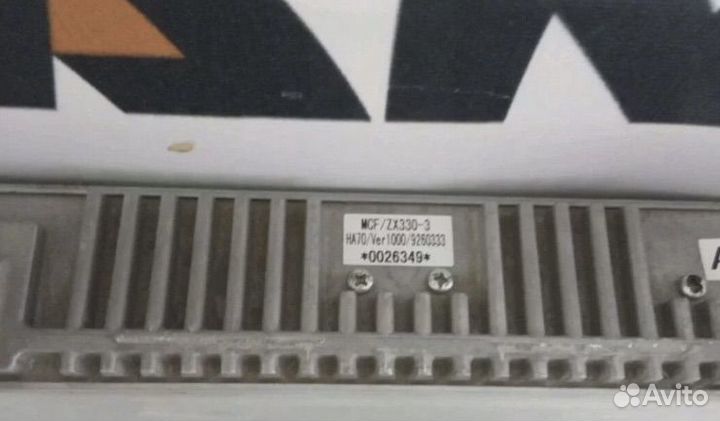 MCF/ZX330-3
HA70/Ver1000/9260333
*0026349*
A
Avito